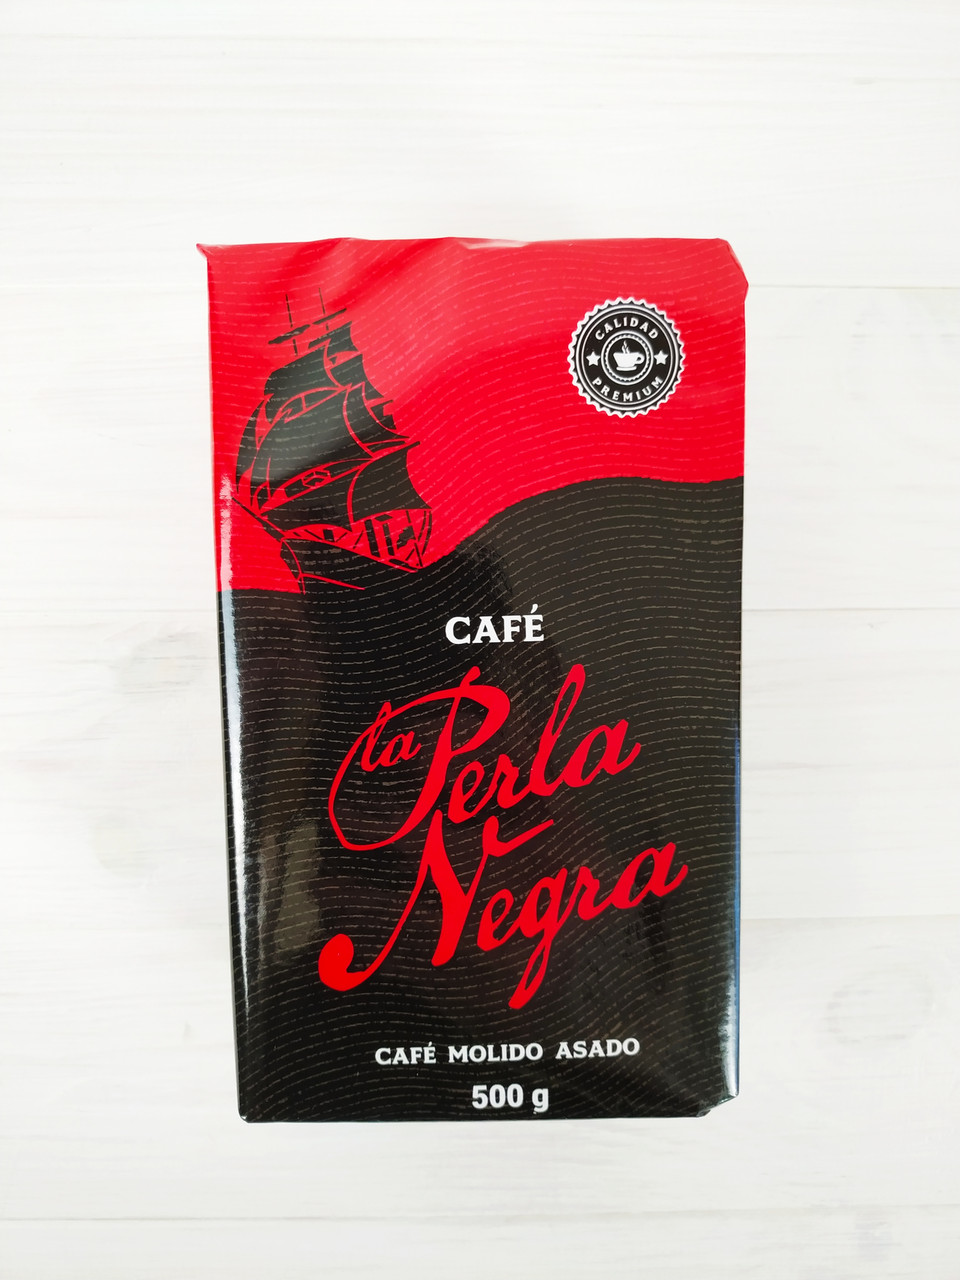 CALIDAD
PREMIUM
CAFÉ
la Perla
Negra
CAFÉ MOLIDO ASADO
500 g